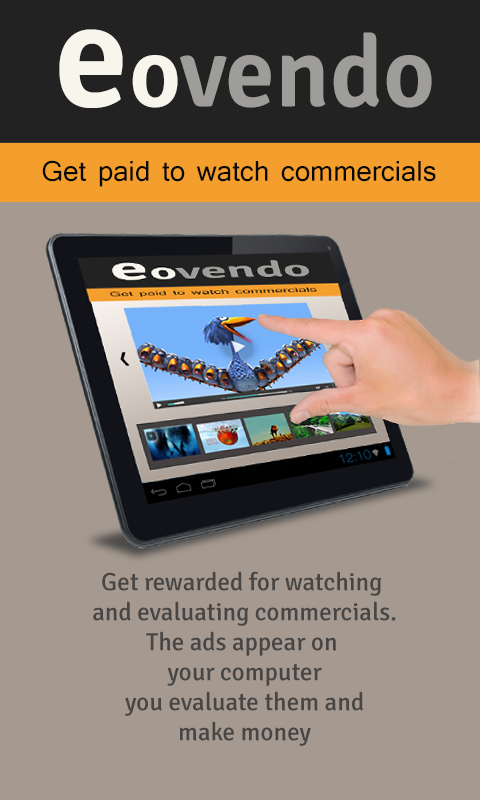 eovendo
Get paid to watch commercials
eovendo
Get paid to watch commercials
12:10
Get rewarded for watching
and evaluating commercials.
The ads appear on
your computer
you evaluate them and
make money